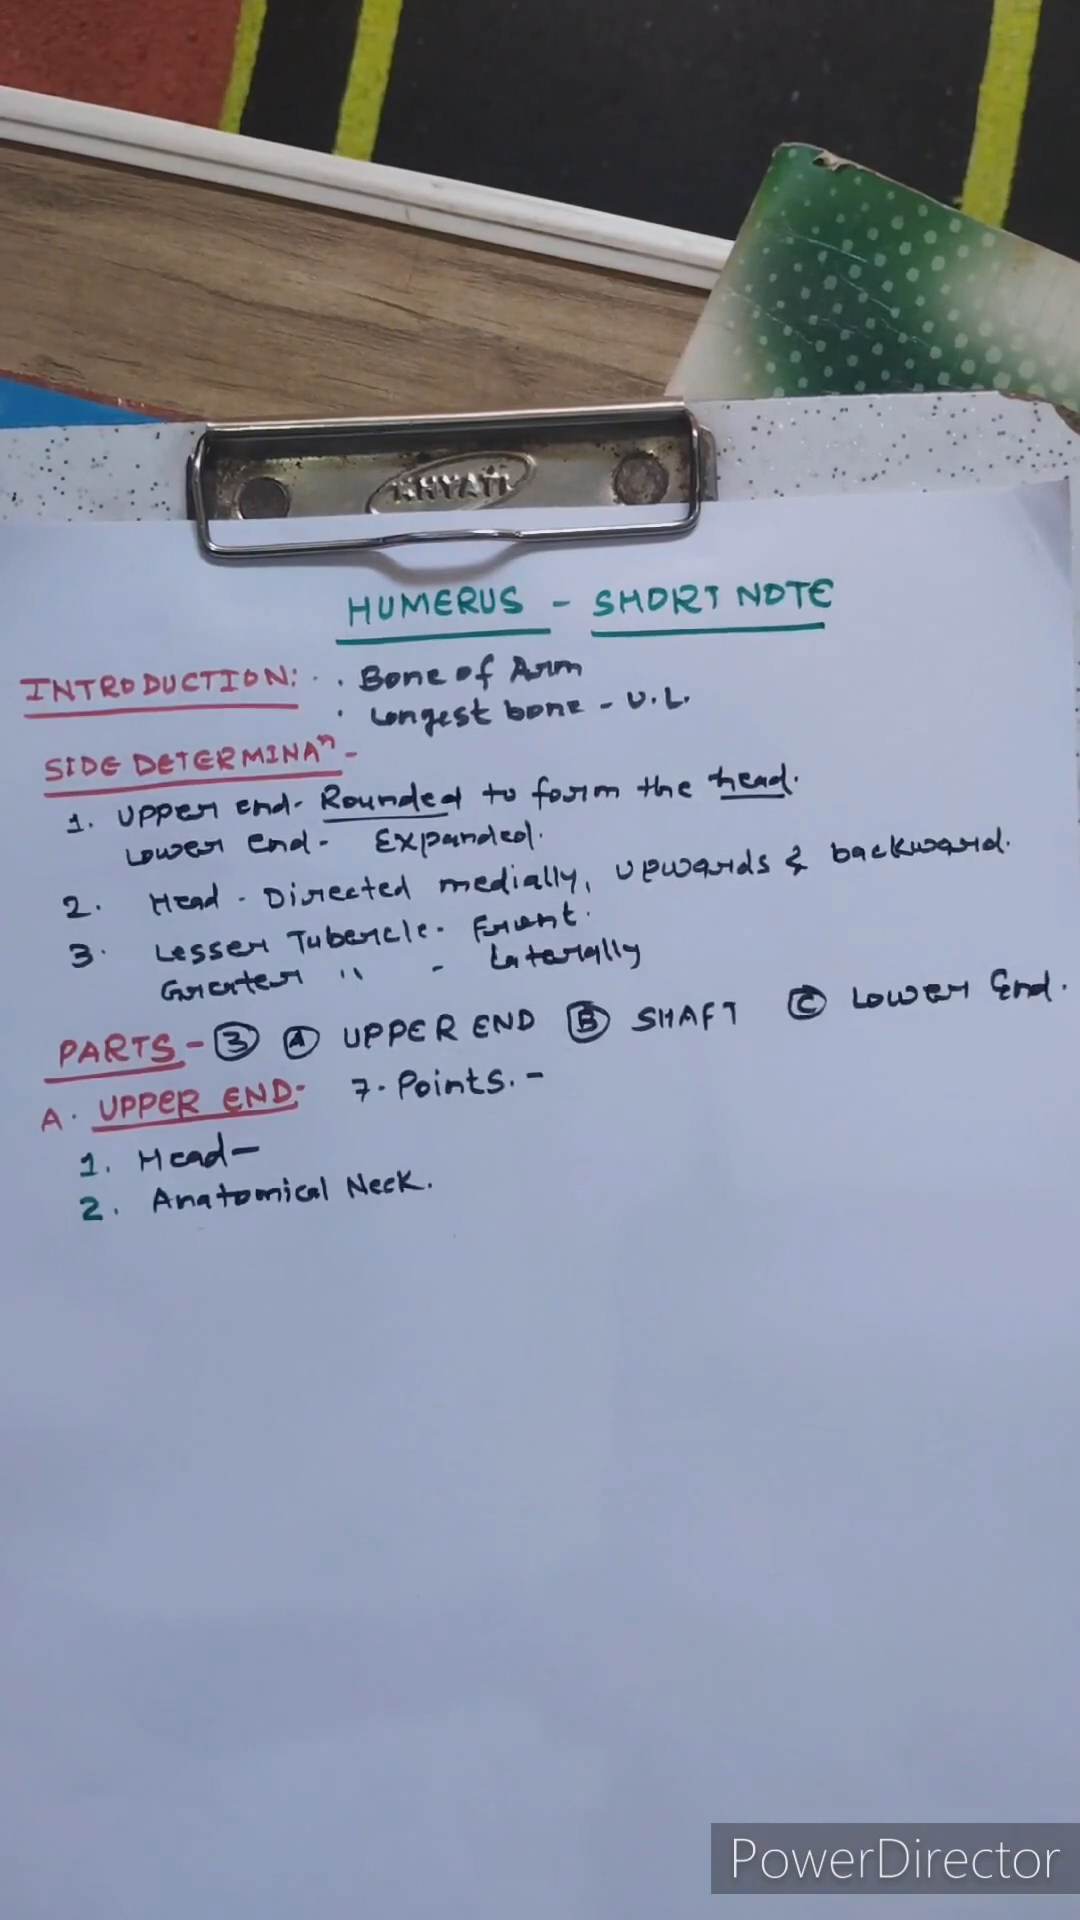 KHYATI
HUMERUS - SHORT NOTE
INTRODUCTION: . Bone of Arm
. Longest bone - U.L.
SIDE DETERMINAⁿ -
1. Upper end - Rounded to form the head.
Lower end - Expanded.
2. Head - Directed medially, upwards & backward.
3. Lesser Tubercle - Front.
Greater " - Laterally
PARTS - ③ Ⓐ UPPER END Ⓑ SHAFT Ⓒ LOWER End.
A. UPPER END - 7. Points. -
1. Head -
2. Anatomical Neck.
PowerDirector